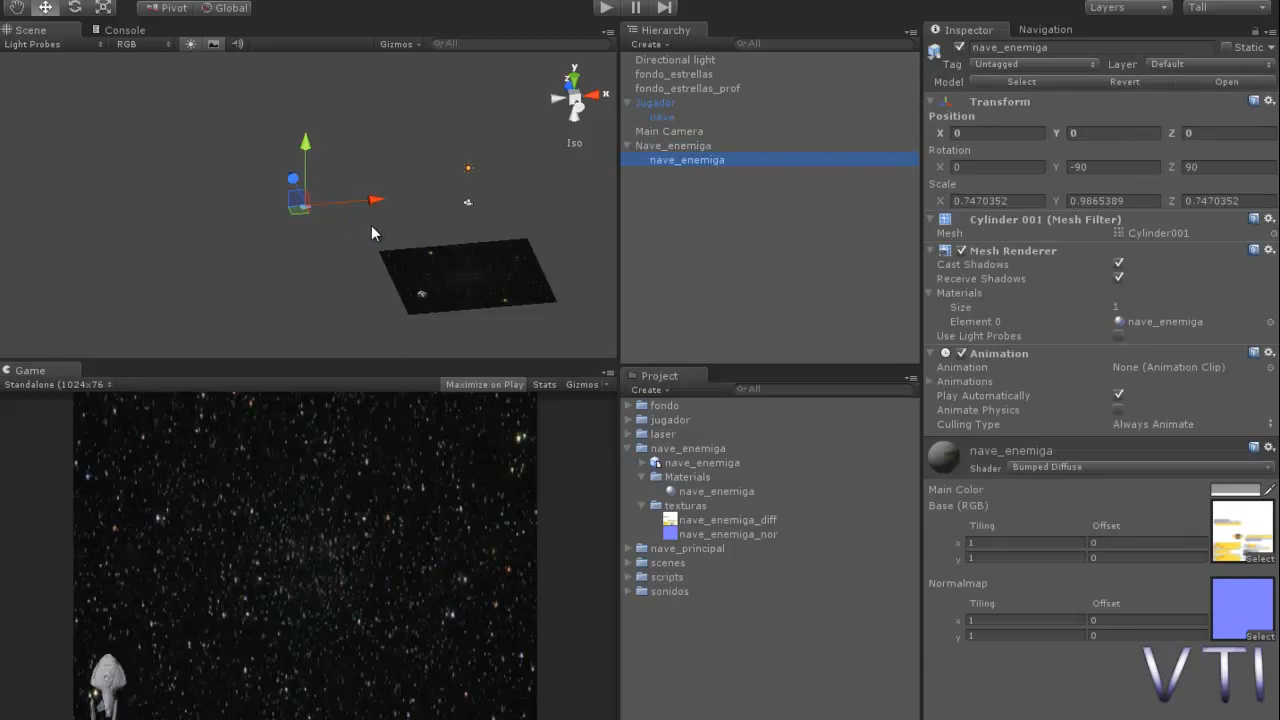 Pivot Global Layers Tall
Scene Console
Light Probes RGB Gizmos All
y
z
x
Iso
Game
Standalone (1024x76 Maximize on Play Stats Gizmos
Hierarchy
Create All
Directional light
fondo_estrellas
fondo_estrellas_prof
Jugador
nave
Main Camera
Nave_enemiga
nave_enemiga
Project
Create All
fondo
jugador
laser
nave_enemiga
nave_enemiga
Materials
nave_enemiga
texturas
nave_enemiga_diff
nave_enemiga_nor
nave_principal
scenes
scripts
sonidos
Inspector Navigation
nave_enemiga Static
Tag Untagged Layer Default
Model Select Revert Open
Transform
Position
X 0 Y 0 Z 0
Rotation
X 0 Y -90 Z 90
Scale
X 0.7470352 Y 0.9865389 Z 0.7470352
Cylinder 001 (Mesh Filter)
Mesh Cylinder001
Mesh Renderer
Cast Shadows
Receive Shadows
Materials
Size 1
Element 0 nave_enemiga
Use Light Probes
Animation
Animation None (Animation Clip)
Animations
Play Automatically
Animate Physics
Culling Type Always Animate
nave_enemiga
Shader Bumped Diffuse
Main Color
Base (RGB)
Tiling Offset
x 1 0
y 1 0
Select
Normalmap
Tiling Offset
x 1 0
y 1 0
Select
VTI